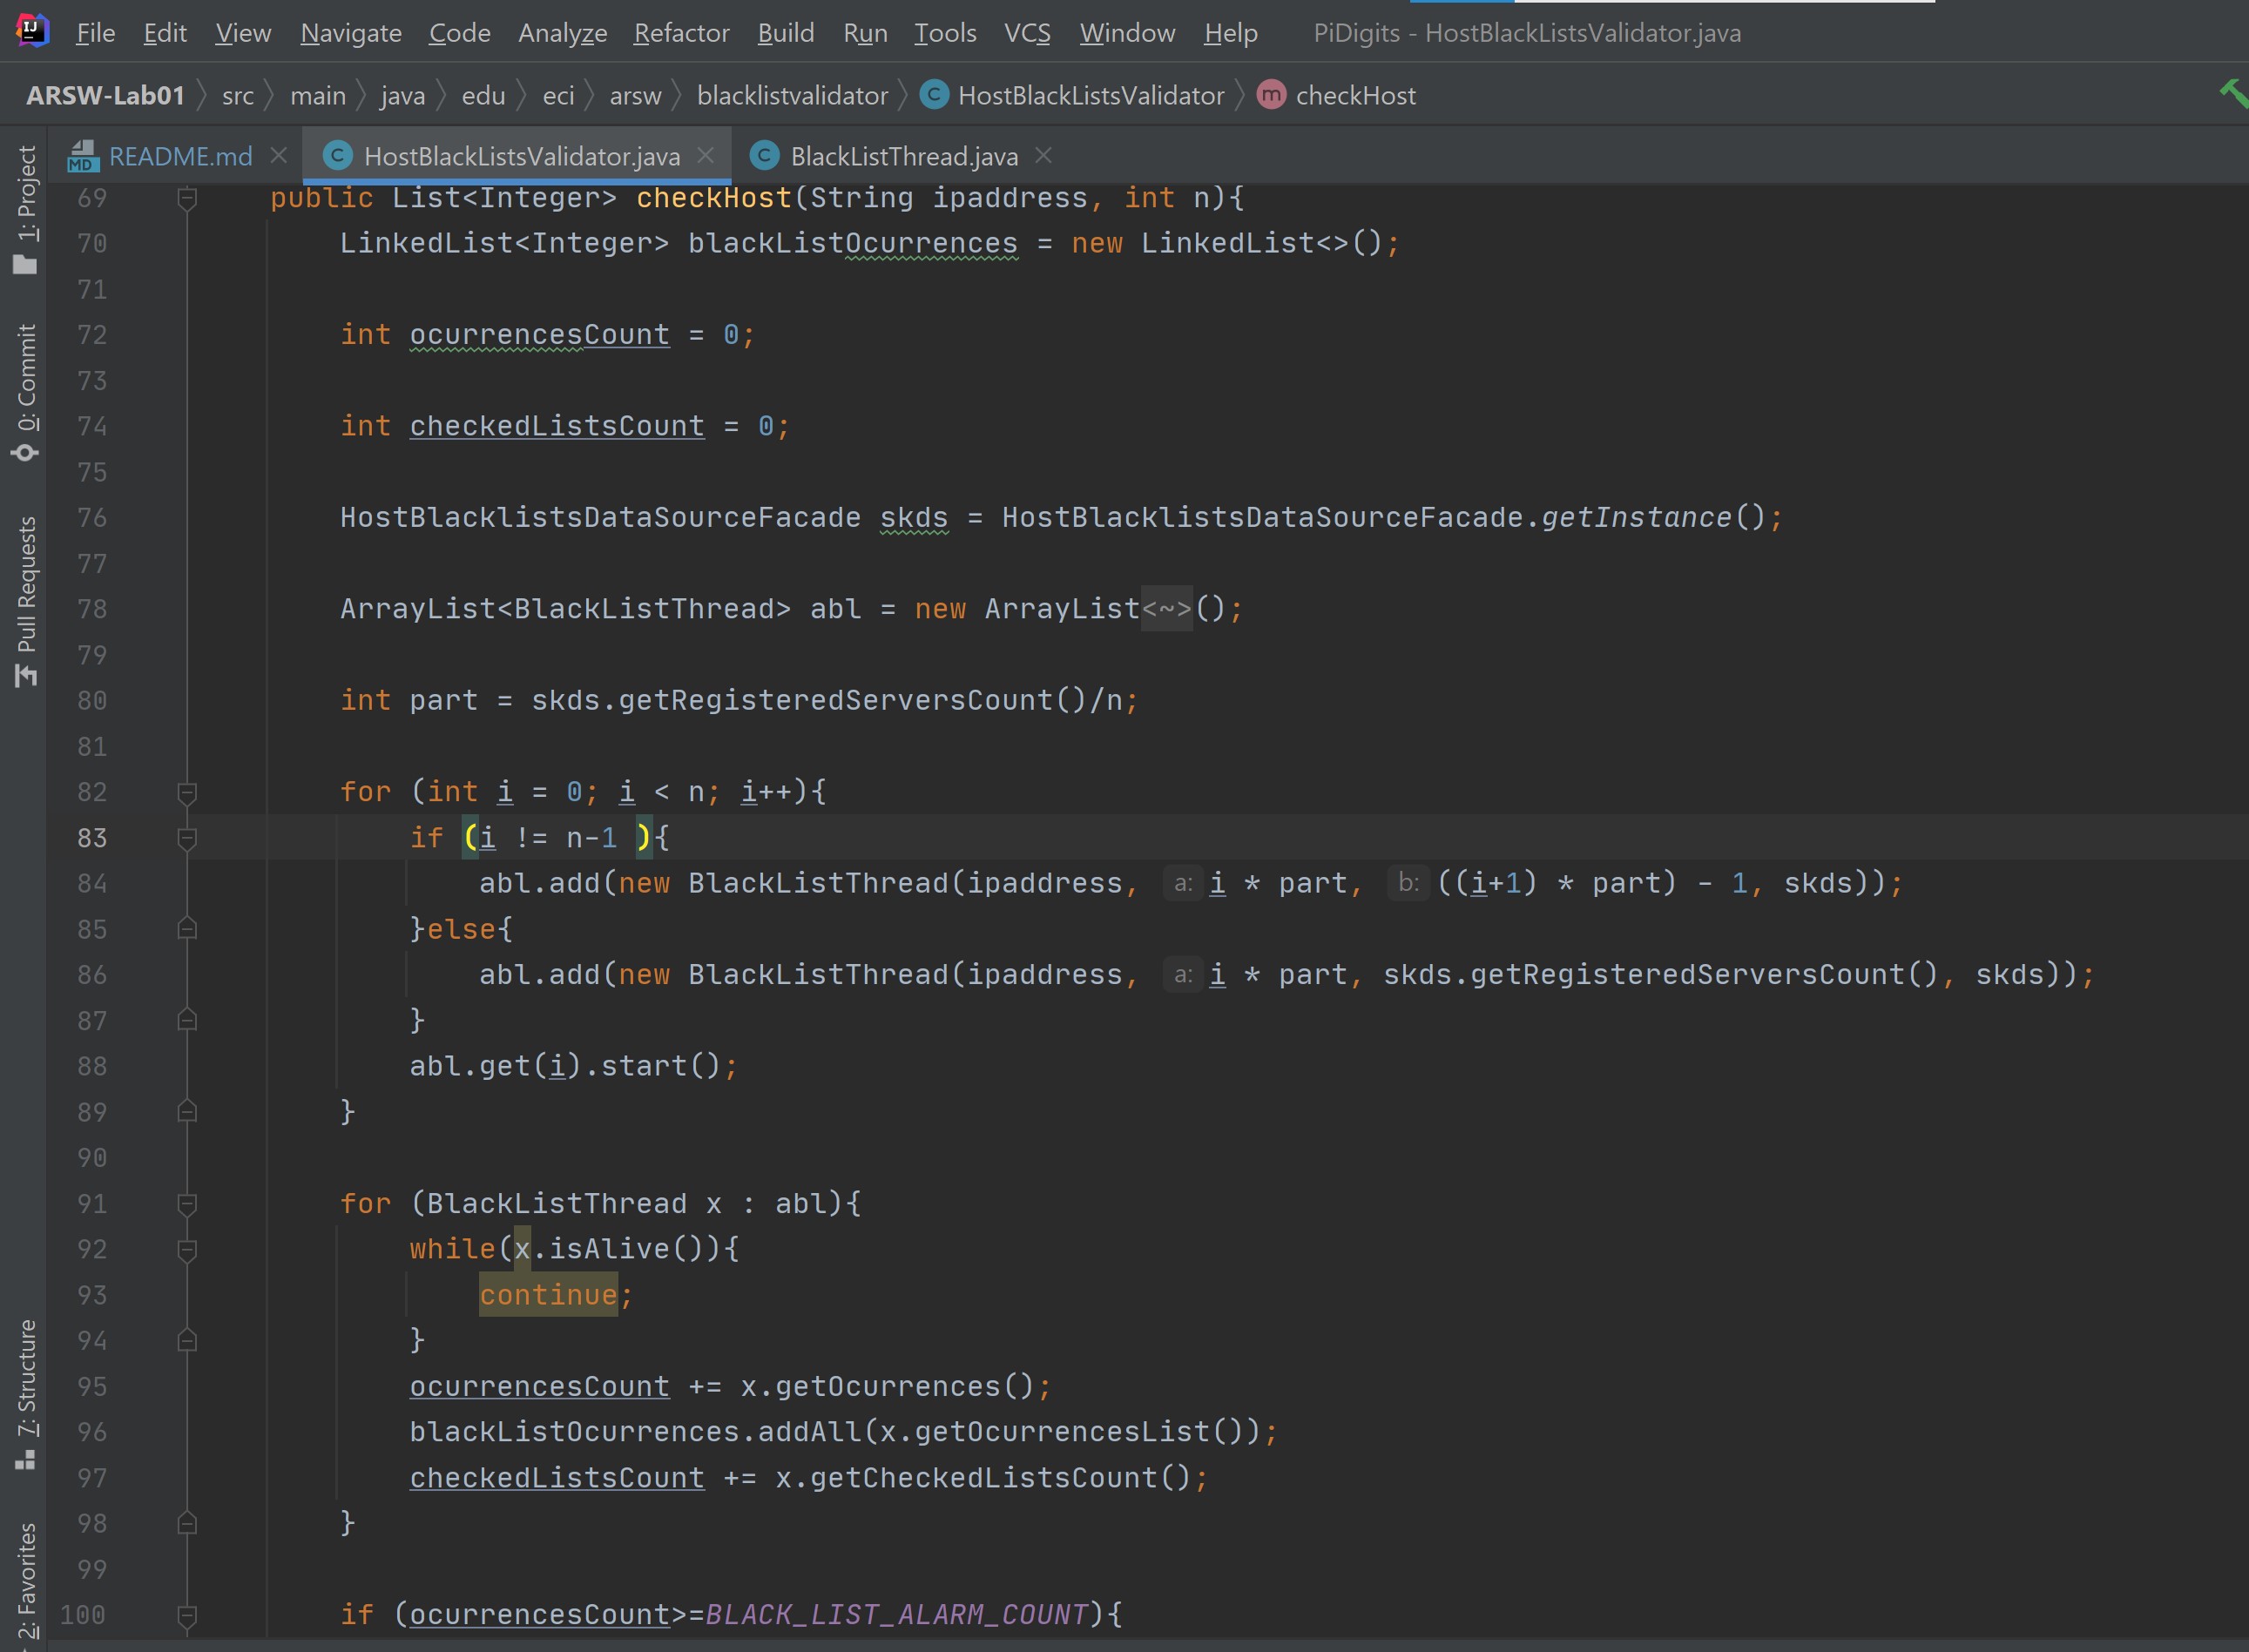 IJ File Edit View Navigate Code Analyze Refactor Build Run Tools VCS Window Help PiDigits - HostBlackListsValidator.java
ARSW-Lab01 src main java edu eci arsw blacklistvalidator C HostBlackListsValidator m checkHost
MD README.md C HostBlackListsValidator.java C BlackListThread.java
1: Project
0: Commit
Pull Requests
7: Structure
2: Favorites
69 public List<Integer> checkHost(String ipaddress, int n){
70 LinkedList<Integer> blackListOcurrences = new LinkedList<>();
71
72 int ocurrencesCount = 0;
73
74 int checkedListsCount = 0;
75
76 HostBlacklistsDataSourceFacade skds = HostBlacklistsDataSourceFacade.getInstance();
77
78 ArrayList<BlackListThread> abl = new ArrayList<~>();
79
80 int part = skds.getRegisteredServersCount()/n;
81
82 for (int i = 0; i < n; i++){
83 if (i != n-1 ){
84 abl.add(new BlackListThread(ipaddress, a: i * part, b: ((i+1) * part) - 1, skds));
85 }else{
86 abl.add(new BlackListThread(ipaddress, a: i * part, skds.getRegisteredServersCount(), skds));
87 }
88 abl.get(i).start();
89 }
90
91 for (BlackListThread x : abl){
92 while(x.isAlive()){
93 continue;
94 }
95 ocurrencesCount += x.getOcurrences();
96 blackListOcurrences.addAll(x.getOcurrencesList());
97 checkedListsCount += x.getCheckedListsCount();
98 }
99
100 if (ocurrencesCount>=BLACK_LIST_ALARM_COUNT){